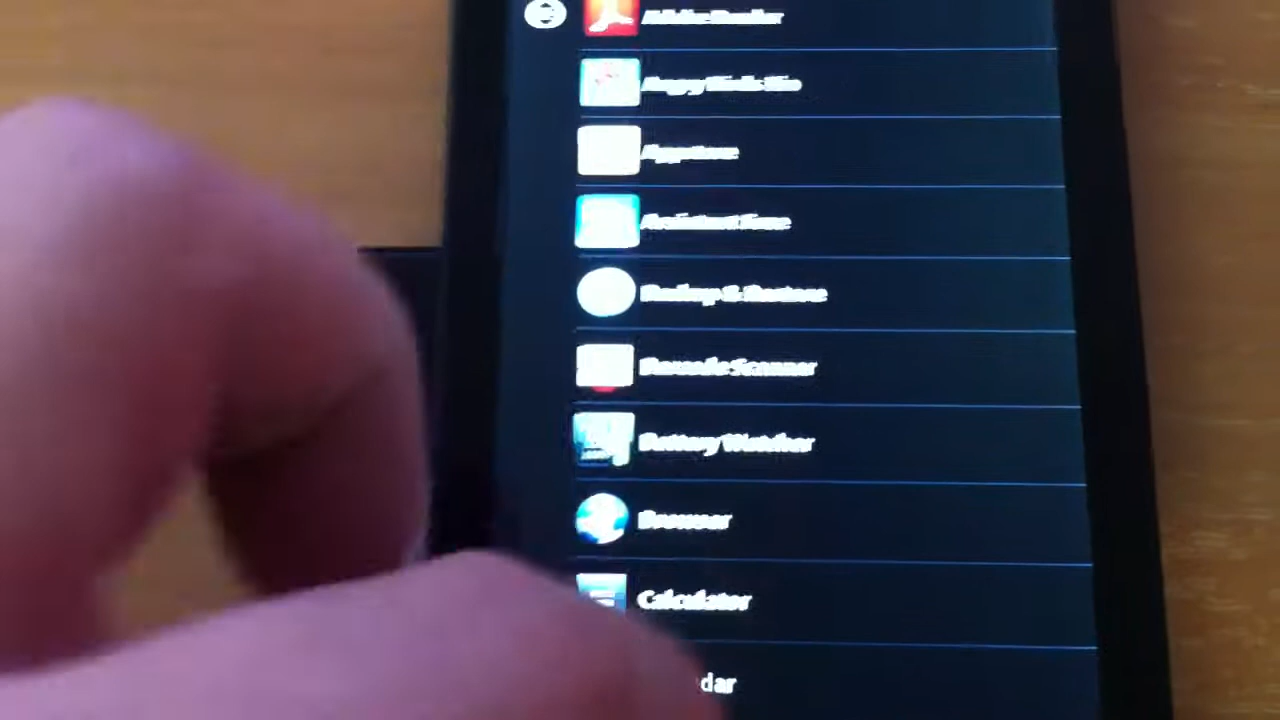 Adobe Reader
Angry Birds Rio
Appstore
Assistant Free
Backup & Restore
Barcode Scanner
Battery Watcher
Browser
Calculator
dar